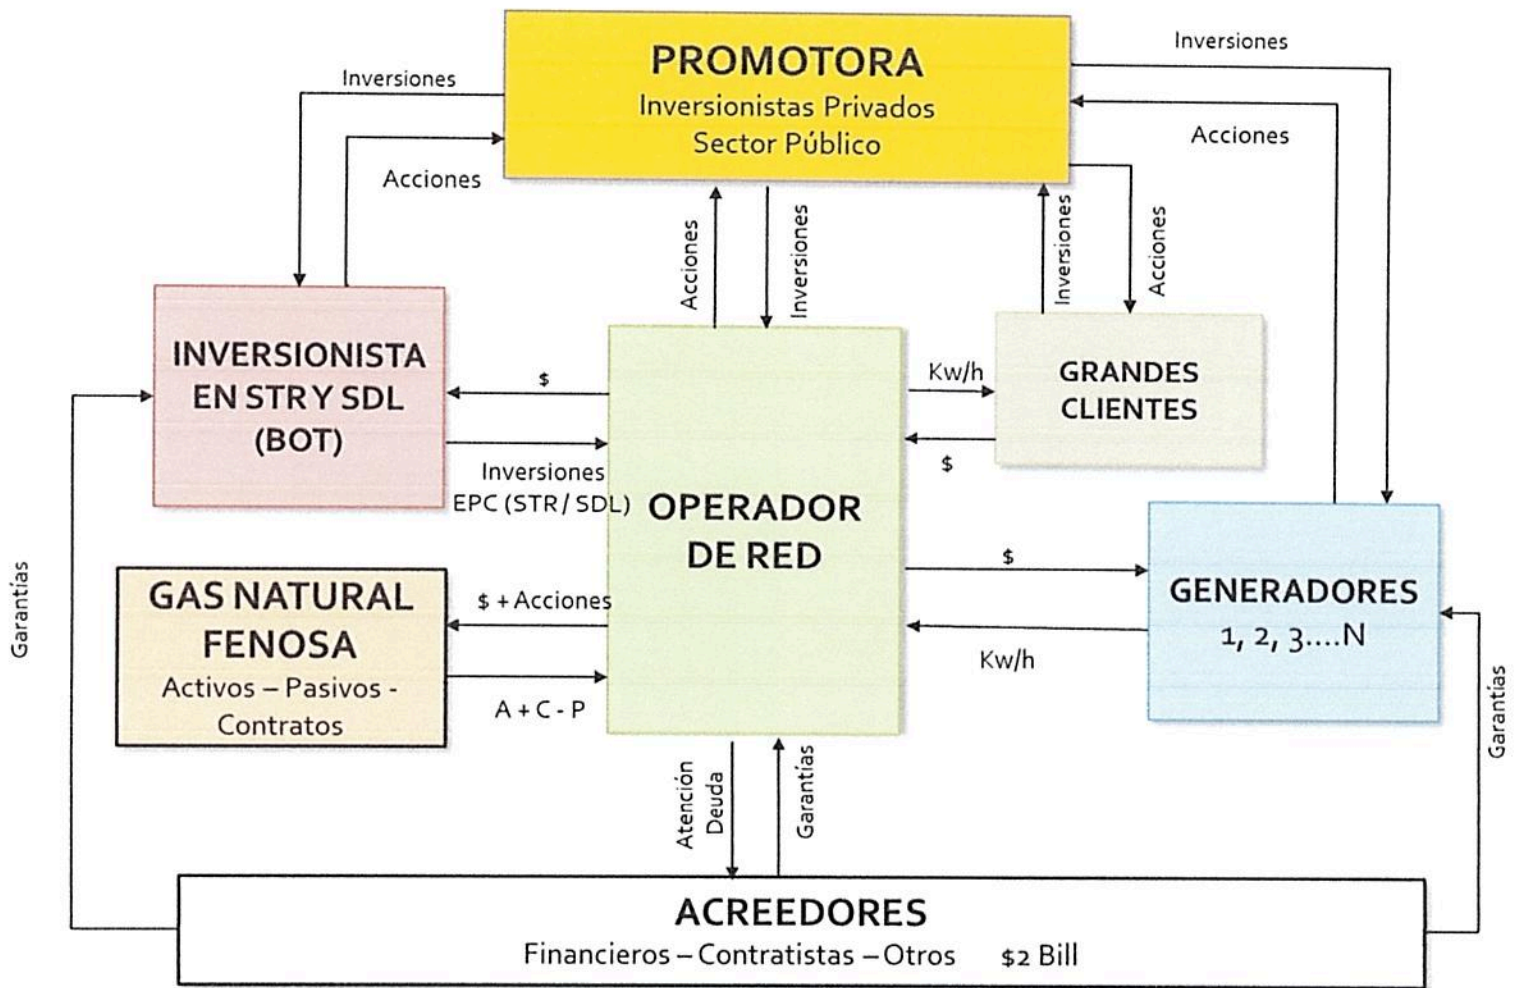 PROMOTORA
Inversionistas Privados
Sector Público
Inversiones
Acciones
Inversiones
Acciones
Acciones
Inversiones
Inversiones
Acciones
INVERSIONISTA
EN STR Y SDL
(BOT)
$
Inversiones
EPC (STR / SDL)
OPERADOR
DE RED
Kw/h
$
GRANDES
CLIENTES
GAS NATURAL
FENOSA
Activos – Pasivos -
Contratos
$ + Acciones
A + C - P
$
Kw/h
GENERADORES
1, 2, 3....N
Garantías
Garantías
Atención
Deuda
Garantías
ACREEDORES
Financieros – Contratistas – Otros $2 Bill